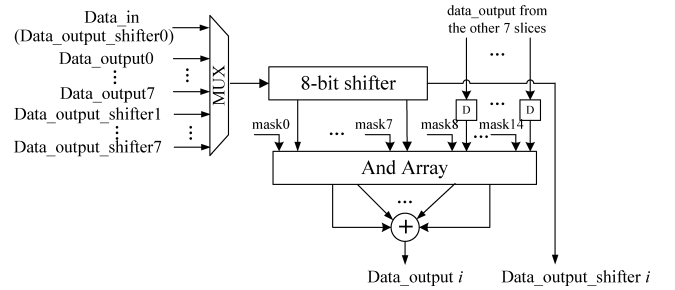 Data_in
(Data_output_shifter0)
Data_output0
Data_output7
Data_output_shifter1
Data_output_shifter7
MUX
8-bit shifter
data_output from
the other 7 slices
D
D
mask0
mask7
mask8
mask14
And Array
Data_output i
Data_output_shifter i